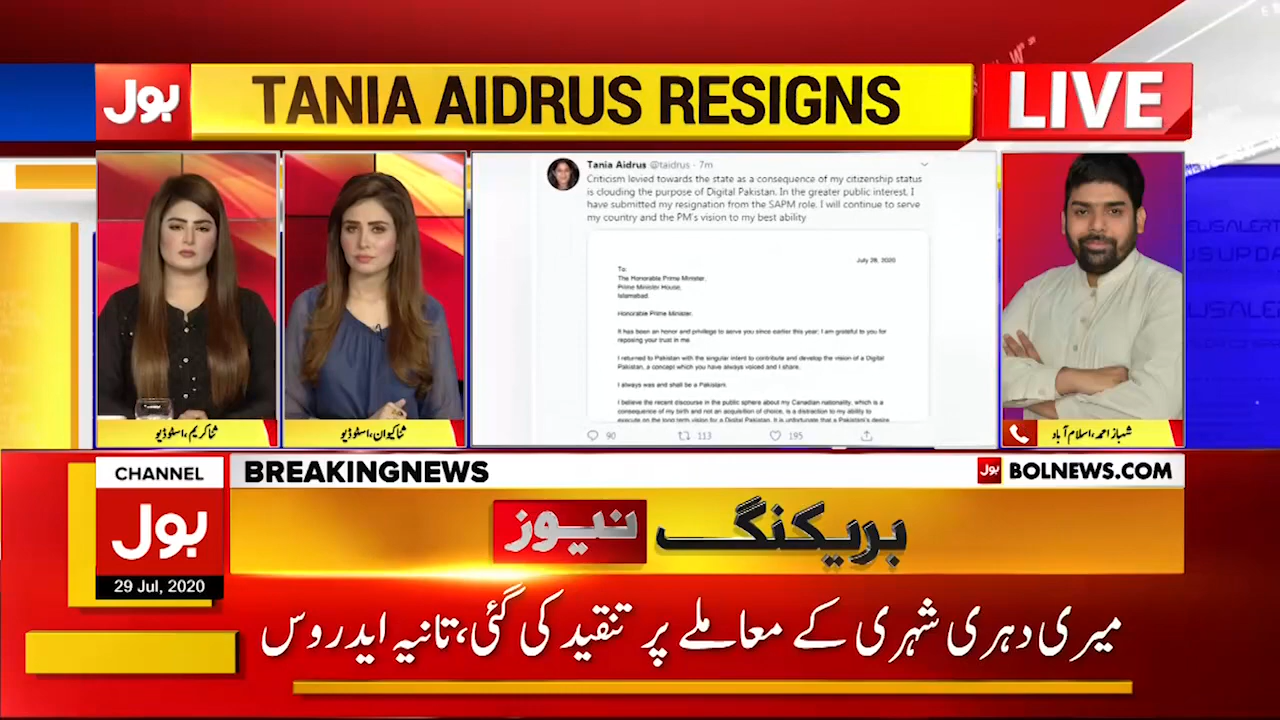 بول
TANIA AIDRUS RESIGNS
LIVE
Tania Aidrus @taidrus · 7m
Criticism levied towards the state as a consequence of my citizenship status
is clouding the purpose of Digital Pakistan. In the greater public interest, I
have submitted my resignation from the SAPM role. I will continue to serve
my country and the PM's vision to my best ability
July 28, 2020
To:
The Honorable Prime Minister,
Prime Minister House,
Islamabad.
Honorable Prime Minister,
It has been an honor and privilege to serve you since earlier this year; I am grateful to you for
reposing your trust in me.
I returned to Pakistan with the singular intent to contribute and develop the vision of a Digital
Pakistan, a concept which you have always voiced and I share.
I always was and shall be a Pakistani.
I believe the recent discourse in the public sphere about my Canadian nationality, which is a
consequence of my birth and not an acquisition of choice, is a distraction to my ability to
execute on the long term vision for a Digital Pakistan. It is unfortunate that a Pakistani's desire
90 113 195
ثنا کریم، اسٹوڈیو
ثنا کیوان، اسٹوڈیو
شہباز احمد، اسلام آباد
CHANNEL
بول
29 Jul, 2020
BREAKINGNEWS
بول BOLNEWS.COM
بریکنگ نیوز
میری دہری شہری کے معاملے پر تنقید کی گئی، تانیہ ایدروس